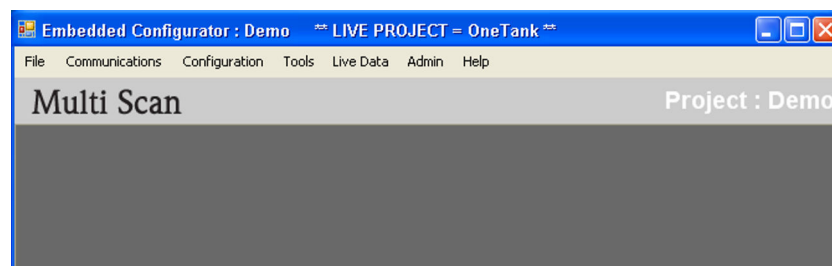 Embedded Configurator : Demo ** LIVE PROJECT = OneTank **
File Communications Configuration Tools Live Data Admin Help
Multi Scan Project : Demo